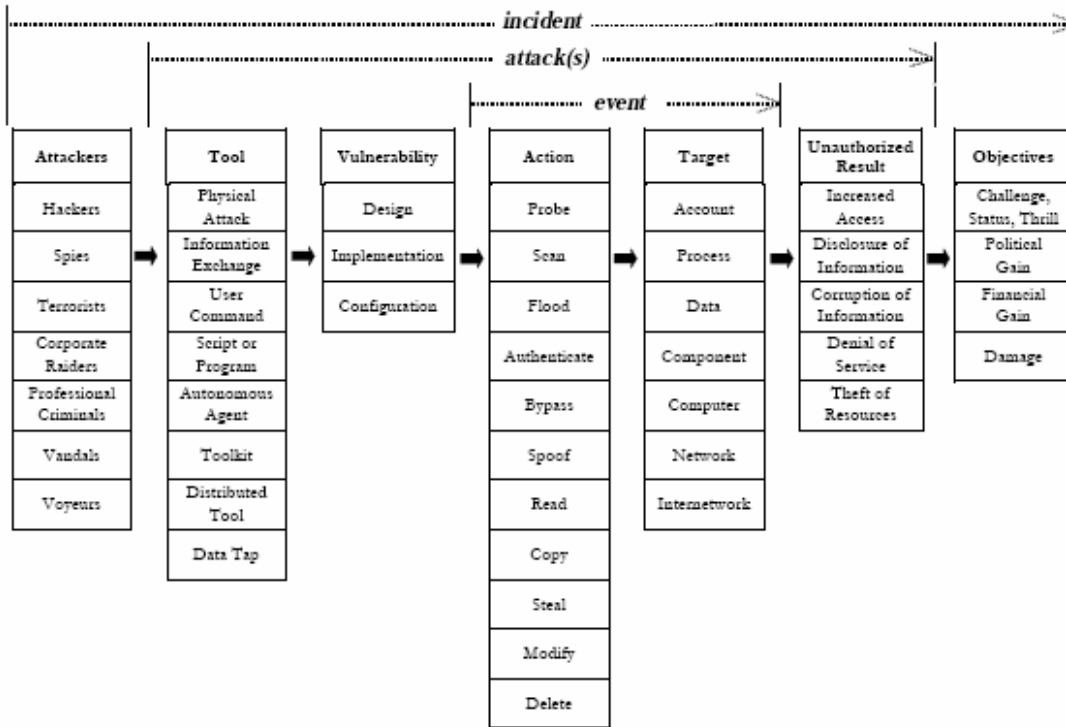 incident
attack(s)
event
Attackers
Hackers
Spies
Terrorists
Corporate
Raiders
Professional
Criminals
Vandals
Voyeurs
Tool
Physical
Attack
Information
Exchange
User
Command
Script or
Program
Autonomous
Agent
Toolkit
Distributed
Tool
Data Tap
Vulnerability
Design
Implementation
Configuration
Action
Probe
Scan
Flood
Authenticate
Bypass
Spoof
Read
Copy
Steal
Modify
Delete
Target
Account
Process
Data
Component
Computer
Network
Internetwork
Unauthorized
Result
Increased
Access
Disclosure of
Information
Corruption of
Information
Denial of
Service
Theft of
Resources
Objectives
Challenge,
Status, Thrill
Political
Gain
Financial
Gain
Damage